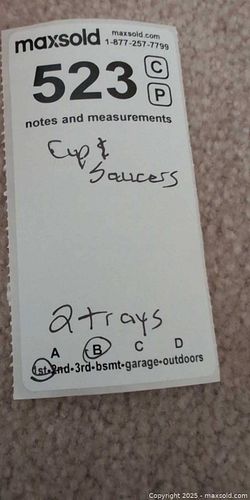 maxsold maxsold.com
1-877-257-7799
523 C
P
notes and measurements
Cup &
Saucers
2 trays
A B C D
1st-2nd-3rd-bsmt-garage-outdoors
Copyright 2025 - maxsold.com